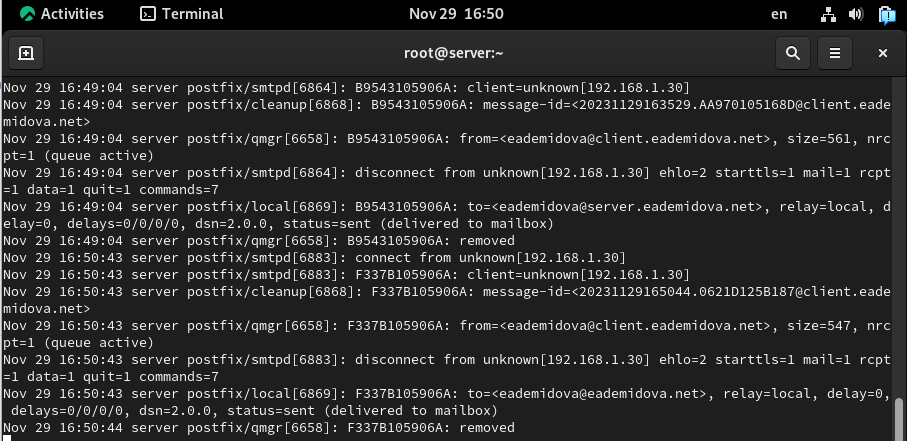 Activities Terminal Nov 29 16:50 en
root@server:~
Nov 29 16:49:04 server postfix/smtpd[6864]: B9543105906A: client=unknown[192.168.1.30]
Nov 29 16:49:04 server postfix/cleanup[6868]: B9543105906A: message-id=<20231129163529.AA970105168D@client.eade
midova.net>
Nov 29 16:49:04 server postfix/qmgr[6658]: B9543105906A: from=<eademidova@client.eademidova.net>, size=561, nrc
pt=1 (queue active)
Nov 29 16:49:04 server postfix/smtpd[6864]: disconnect from unknown[192.168.1.30] ehlo=2 starttls=1 mail=1 rcpt
=1 data=1 quit=1 commands=7
Nov 29 16:49:04 server postfix/local[6869]: B9543105906A: to=<eademidova@server.eademidova.net>, relay=local, d
elay=0, delays=0/0/0/0, dsn=2.0.0, status=sent (delivered to mailbox)
Nov 29 16:49:04 server postfix/qmgr[6658]: B9543105906A: removed
Nov 29 16:50:43 server postfix/smtpd[6883]: connect from unknown[192.168.1.30]
Nov 29 16:50:43 server postfix/smtpd[6883]: F337B105906A: client=unknown[192.168.1.30]
Nov 29 16:50:43 server postfix/cleanup[6868]: F337B105906A: message-id=<20231129165044.0621D125B187@client.eade
midova.net>
Nov 29 16:50:43 server postfix/qmgr[6658]: F337B105906A: from=<eademidova@client.eademidova.net>, size=547, nrc
pt=1 (queue active)
Nov 29 16:50:43 server postfix/smtpd[6883]: disconnect from unknown[192.168.1.30] ehlo=2 starttls=1 mail=1 rcpt
=1 data=1 quit=1 commands=7
Nov 29 16:50:43 server postfix/local[6869]: F337B105906A: to=<eademidova@eademidova.net>, relay=local, delay=0,
 delays=0/0/0/0, dsn=2.0.0, status=sent (delivered to mailbox)
Nov 29 16:50:44 server postfix/qmgr[6658]: F337B105906A: removed